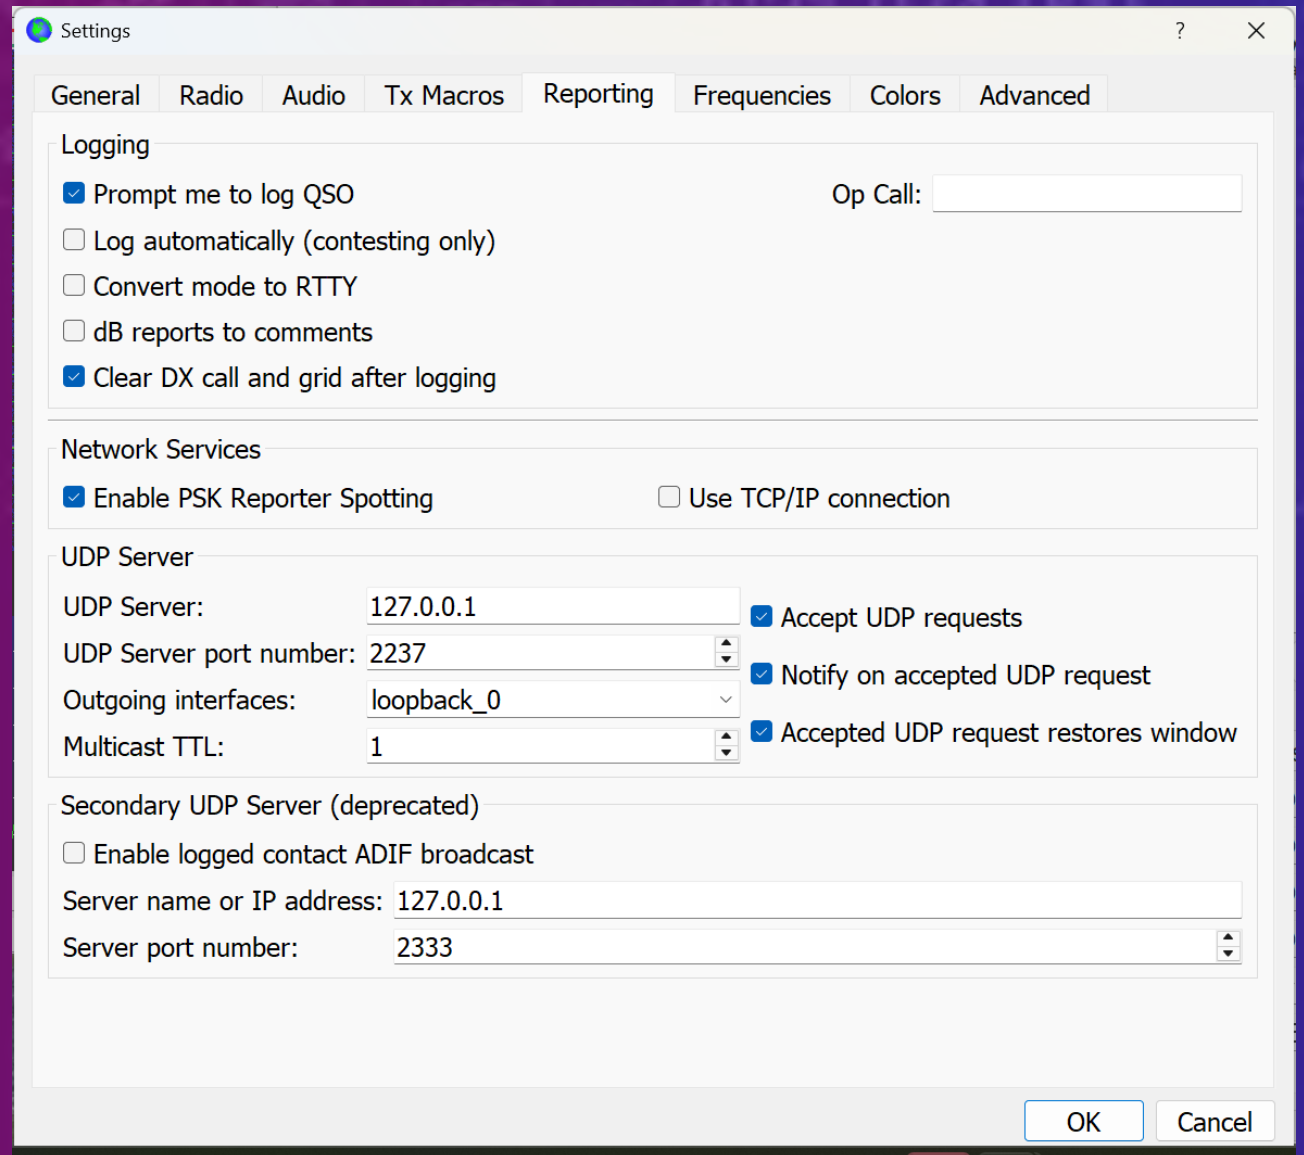 Settings
?
General Radio Audio Tx Macros Reporting Frequencies Colors Advanced
Logging
Prompt me to log QSO Op Call:
Log automatically (contesting only)
Convert mode to RTTY
dB reports to comments
Clear DX call and grid after logging
Network Services
Enable PSK Reporter Spotting Use TCP/IP connection
UDP Server
UDP Server: 127.0.0.1
Accept UDP requests
UDP Server port number: 2237
Notify on accepted UDP request
Outgoing interfaces: loopback_0
Accepted UDP request restores window
Multicast TTL: 1
Secondary UDP Server (deprecated)
Enable logged contact ADIF broadcast
Server name or IP address: 127.0.0.1
Server port number: 2333
OK Cancel